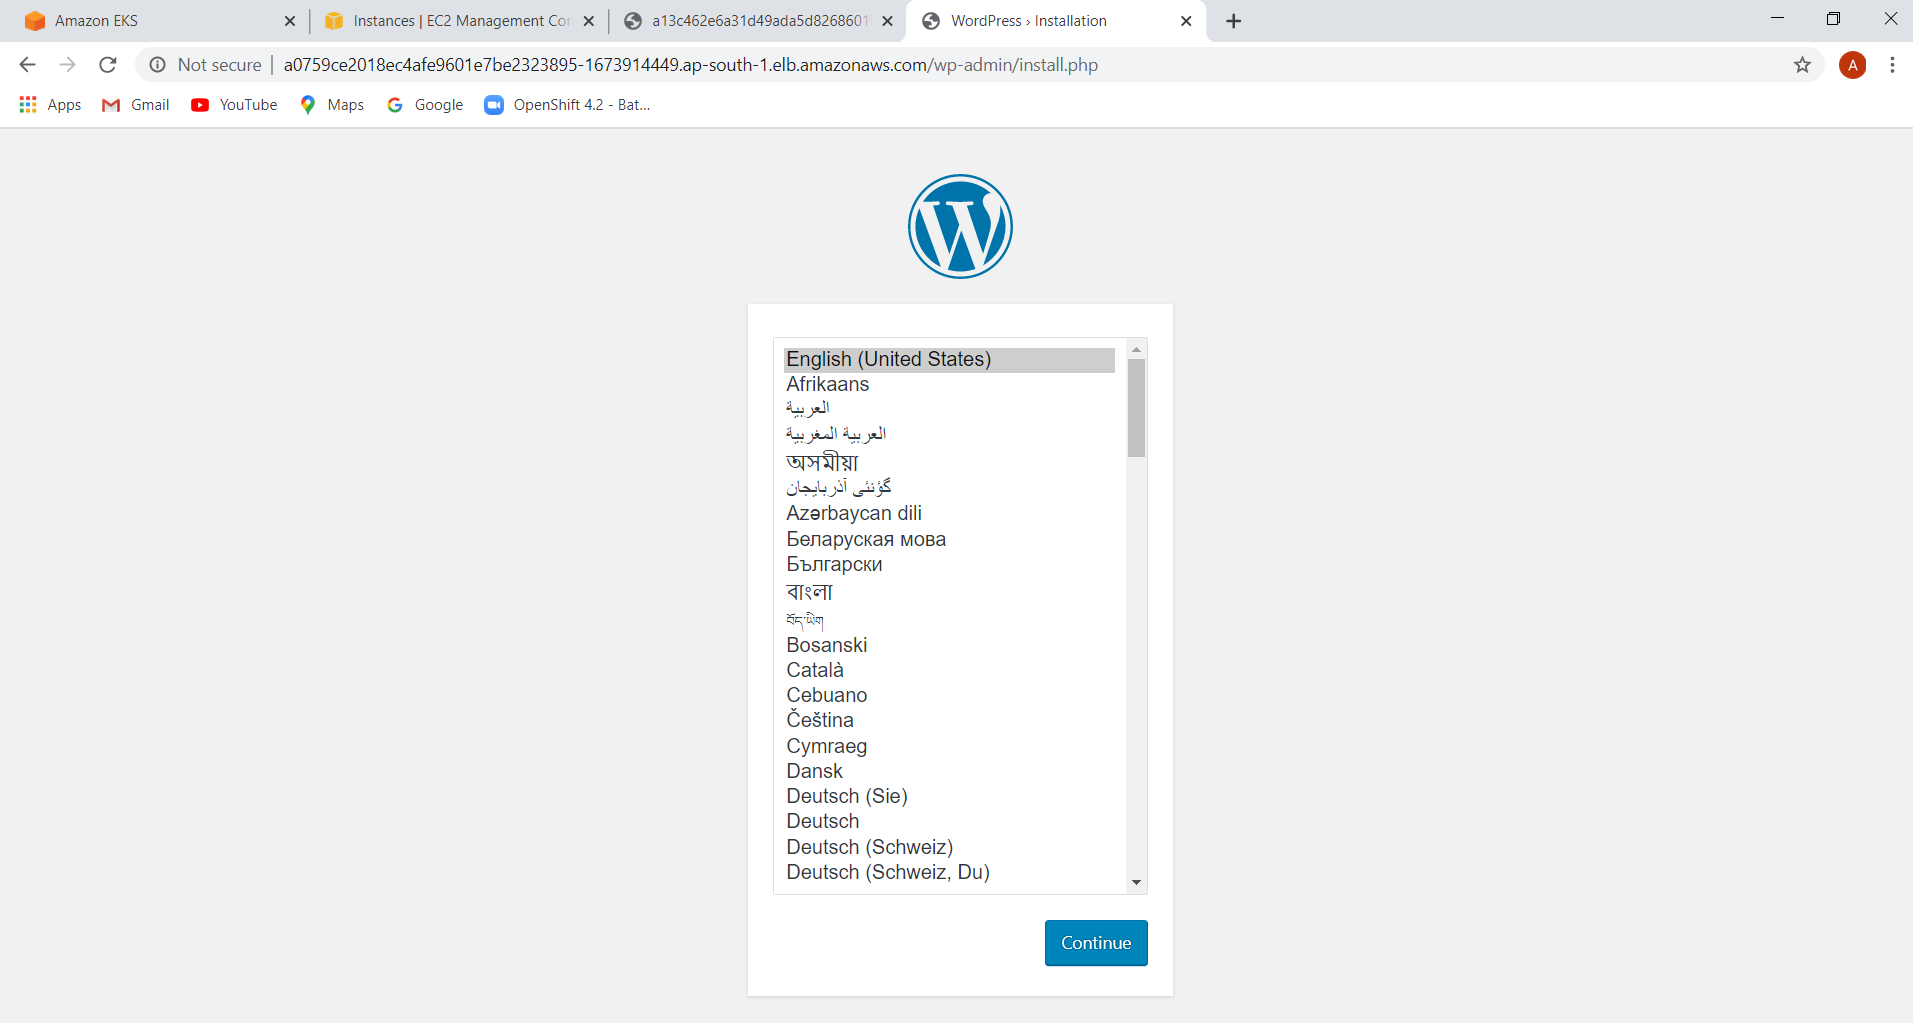 Amazon EKS
Instances | EC2 Management Con
a13c462e6a31d49ada5d8268601
WordPress › Installation
Not secure | a0759ce2018ec4afe9601e7be2323895-1673914449.ap-south-1.elb.amazonaws.com/wp-admin/install.php
A
Apps
Gmail
YouTube
Maps
Google
OpenShift 4.2 - Bat...
English (United States)
Afrikaans
العربية
العربية المغربية
অসমীয়া
گؤنئی آذربایجان
Azərbaycan dili
Беларуская мова
Български
বাংলা
བོད་ཡིག
Bosanski
Català
Cebuano
Čeština
Cymraeg
Dansk
Deutsch (Sie)
Deutsch
Deutsch (Schweiz)
Deutsch (Schweiz, Du)
Continue